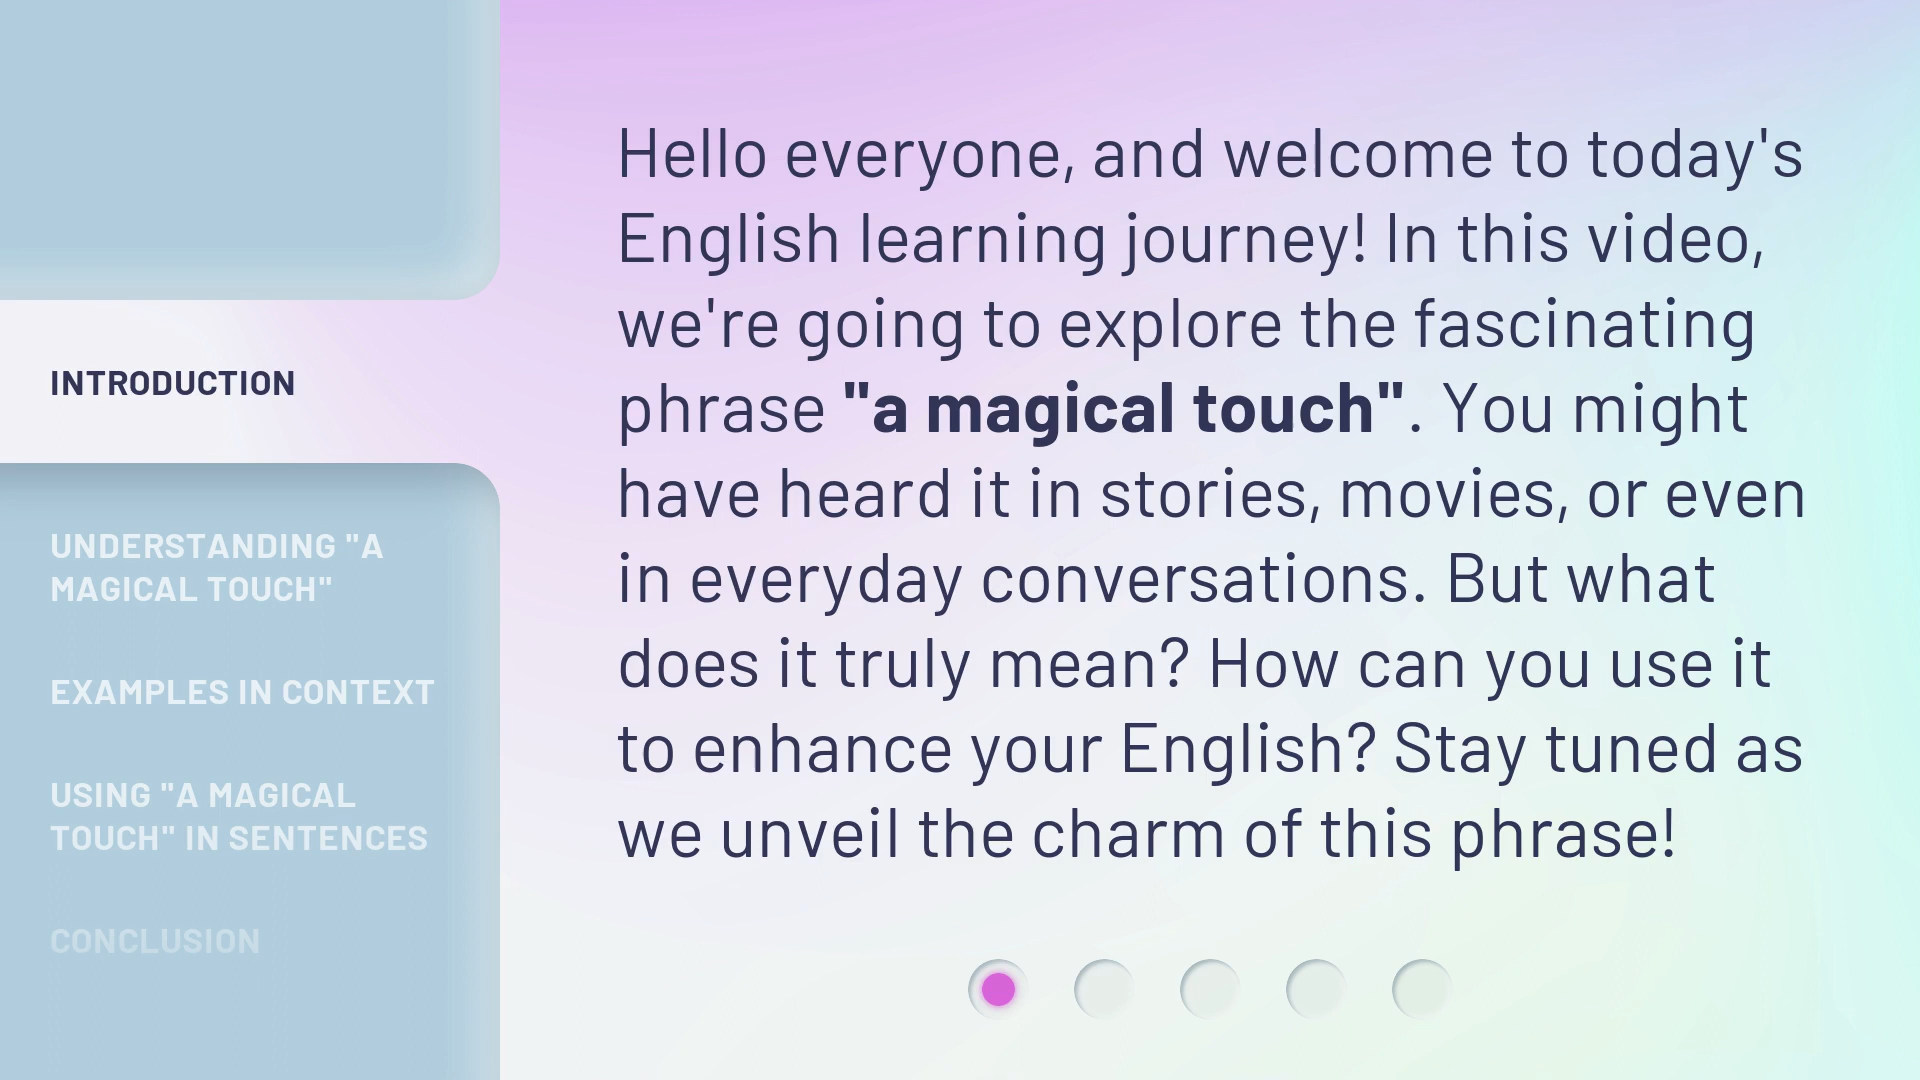 INTRODUCTION
UNDERSTANDING "A
MAGICAL TOUCH"
EXAMPLES IN CONTEXT
USING "A MAGICAL
TOUCH" IN SENTENCES
CONCLUSION
Hello everyone, and welcome to today's
English learning journey! In this video,
we're going to explore the fascinating
phrase "a magical touch". You might
have heard it in stories, movies, or even
in everyday conversations. But what
does it truly mean? How can you use it
to enhance your English? Stay tuned as
we unveil the charm of this phrase!